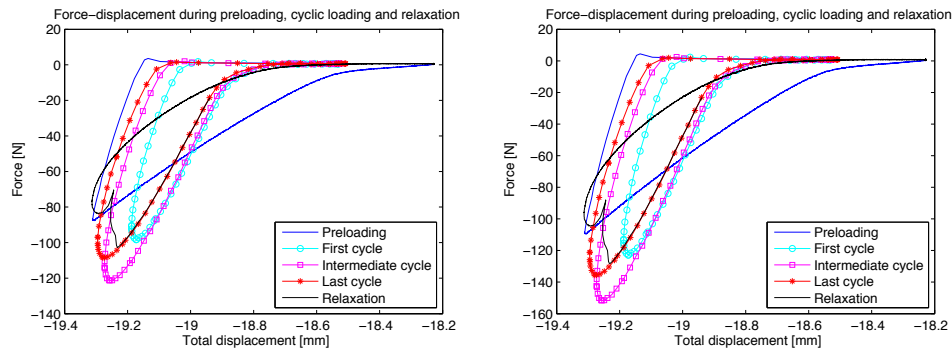 Force−displacement during preloading, cyclic loading and relaxation
20
0
−20
−40
−60
−80
−100
−120
−140
Force [N]
Preloading
First cycle
Intermediate cycle
Last cycle
Relaxation
−19.4 −19.2 −19 −18.8 −18.6 −18.4 −18.2
Total displacement [mm]
Force−displacement during preloading, cyclic loading and relaxation
20
0
−20
−40
−60
−80
−100
−120
−140
−160
Force [N]
Preloading
First cycle
Intermediate cycle
Last cycle
Relaxation
−19.4 −19.2 −19 −18.8 −18.6 −18.4 −18.2
Total displacement [mm]